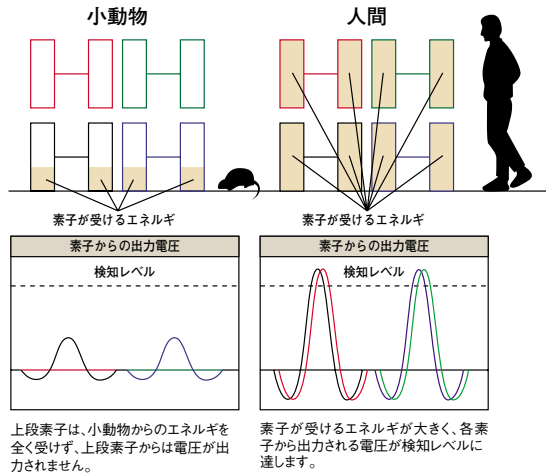 小動物
人間
素子が受けるエネルギ
素子が受けるエネルギ
素子からの出力電圧
検知レベル
素子からの出力電圧
検知レベル
上段素子は、小動物からのエネルギを
全く受けず、上段素子からは電圧が出
力されません。
素子が受けるエネルギが大きく、各素
子から出力される電圧が検知レベルに
達します。